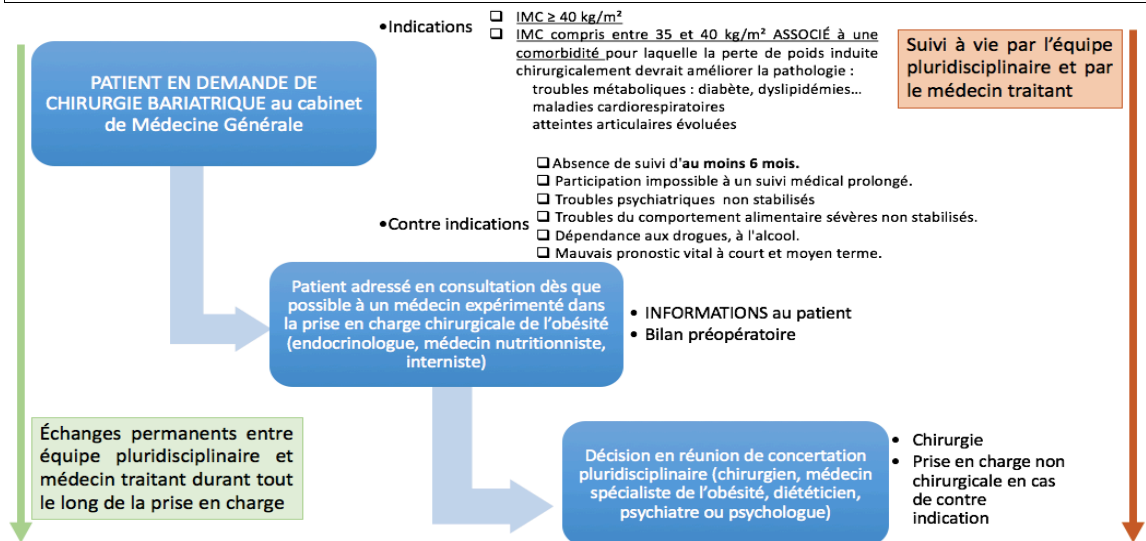 PATIENT EN DEMANDE DE
CHIRURGIE BARIATRIQUE au cabinet
de Médecine Générale
•Indications
❑ IMC ≥ 40 kg/m²
❑ IMC compris entre 35 et 40 kg/m² ASSOCIÉ à une
comorbidité pour laquelle la perte de poids induite
chirurgicalement devrait améliorer la pathologie :
troubles métaboliques : diabète, dyslipidémies...
maladies cardiorespiratoires
atteintes articulaires évoluées
Suivi à vie par l'équipe
pluridisciplinaire et par
le médecin traitant
•Contre indications
❑ Absence de suivi d'au moins 6 mois.
❑ Participation impossible à un suivi médical prolongé.
❑ Troubles psychiatriques non stabilisés
❑ Troubles du comportement alimentaire sévères non stabilisés.
❑ Dépendance aux drogues, à l'alcool.
❑ Mauvais pronostic vital à court et moyen terme.
Patient adressé en consultation dès que
possible à un médecin expérimenté dans
la prise en charge chirurgicale de l'obésité
(endocrinologue, médecin nutritionniste,
interniste)
• INFORMATIONS au patient
• Bilan préopératoire
Échanges permanents entre
équipe pluridisciplinaire et
médecin traitant durant tout
le long de la prise en charge
Décision en réunion de concertation
pluridisciplinaire (chirurgien, médecin
spécialiste de l'obésité, diététicien,
psychiatre ou psychologue)
• Chirurgie
• Prise en charge non
chirurgicale en cas
de contre
indication